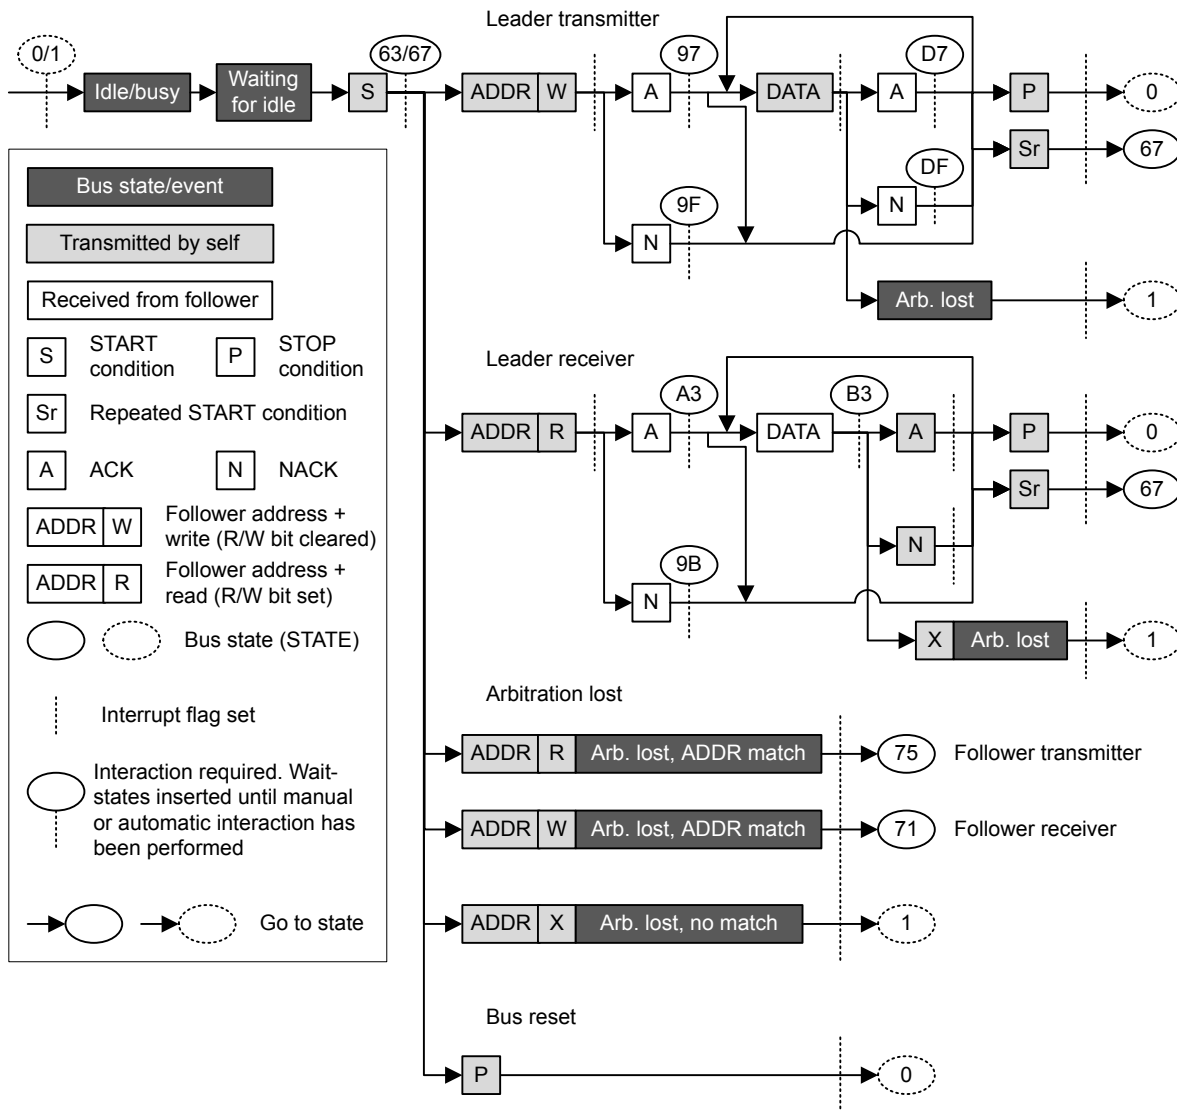 Leader transmitter
0/1
63/67
97
D7
Idle/busy
Waiting
for idle
S
ADDR W
A
DATA
A
P
0
Sr
67
DF
N
9F
N
Arb. lost
1
Bus state/event
Transmitted by self
Received from follower
S
START
condition
P
STOP
condition
Sr
Repeated START condition
A
ACK
N
NACK
ADDR W
Follower address +
write (R/W bit cleared)
ADDR R
Follower address +
read (R/W bit set)
Bus state (STATE)
Interrupt flag set
Interaction required. Wait-
states inserted until manual
or automatic interaction has
been performed
Go to state
Leader receiver
A3
B3
ADDR R
A
DATA
A
P
0
Sr
67
N
9B
N
X Arb. lost
1
Arbitration lost
ADDR R Arb. lost, ADDR match
75
Follower transmitter
ADDR W Arb. lost, ADDR match
71
Follower receiver
ADDR X Arb. lost, no match
1
Bus reset
P
0